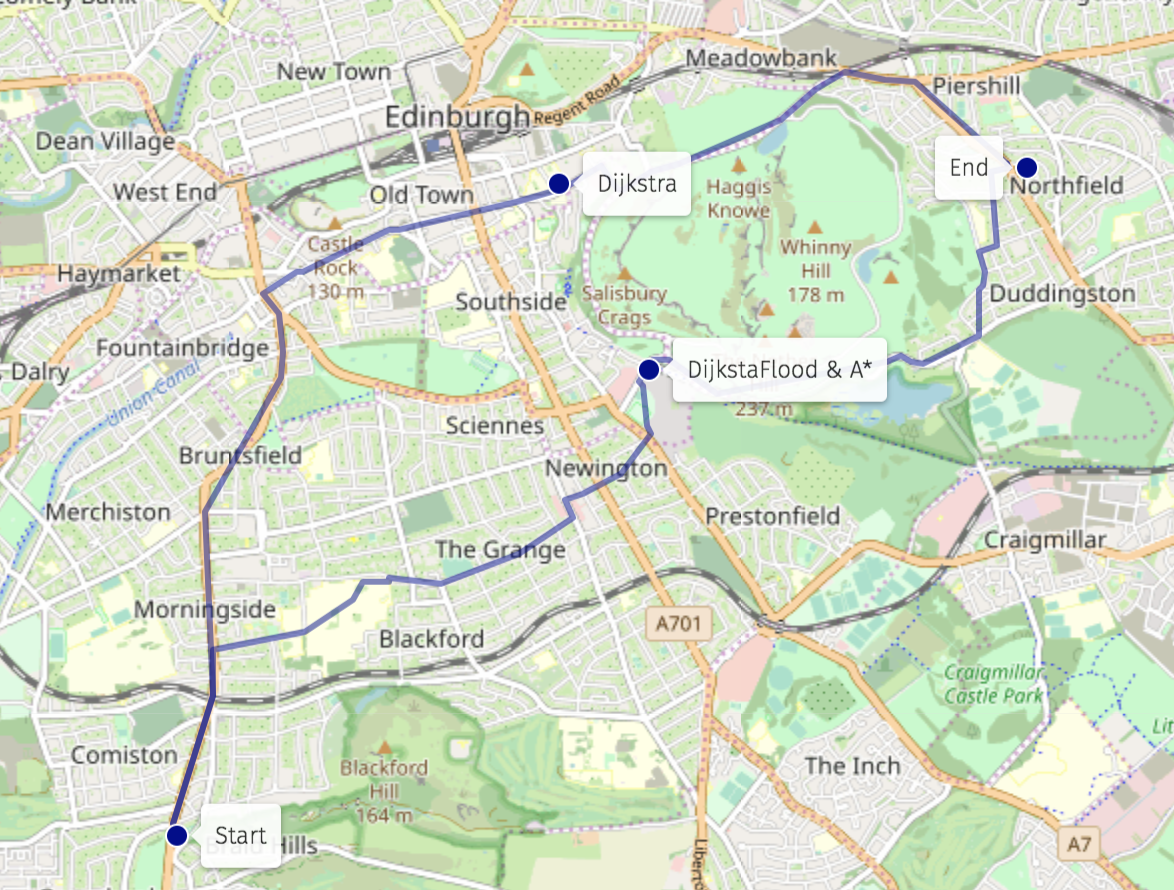 Meadowbank
New Town
Piershill
Edinburgh
Regent Road
Dean Village
End
Dijkstra
West End
Old Town
Haggis
Knowe
Northfield
Castle
Rock
130 m
Whinny
Hill
178 m
Haymarket
Southside
Salisbury
Crags
Duddingston
Fountainbridge
Dalry
DijkstaFlood & A*
Union Canal
237 m
Sciennes
Bruntsfield
Newington
Merchiston
Prestonfield
The Grange
Craigmillar
Morningside
A701
Blackford
Craigmillar
Castle Park
Comiston
Blackford
Hill
164 m
The Inch
Start
Hills
A7